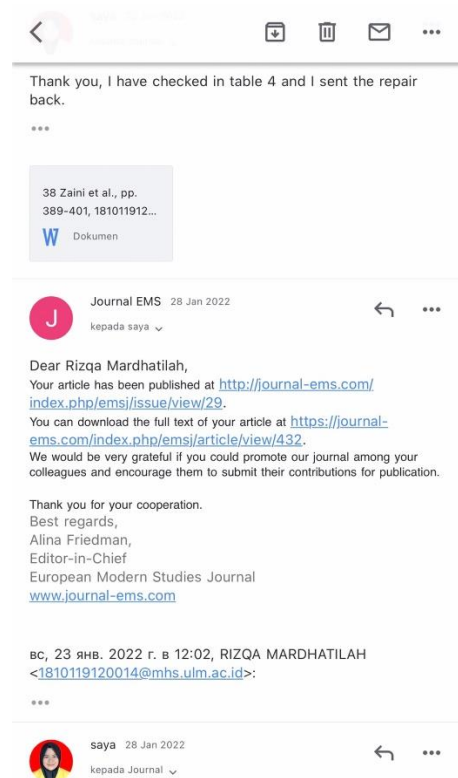 Thank you, I have checked in table 4 and I sent the repair
back.
38 Zaini et al., pp.
389-401, 181011912...
W Dokumen
J
Journal EMS 28 Jan 2022
kepada saya
Dear Rizqa Mardhatilah,
Your article has been published at http://journal-ems.com/
index.php/emsj/issue/view/29.
You can download the full text of your article at https://journal-
ems.com/index.php/emsj/article/view/432.
We would be very grateful if you could promote our journal among your
colleagues and encourage them to submit their contributions for publication.
Thank you for your cooperation.
Best regards,
Alina Friedman,
Editor-in-Chief
European Modern Studies Journal
www.journal-ems.com
вс, 23 янв. 2022 г. в 12:02, RIZQA MARDHATILAH
<1810119120014@mhs.ulm.ac.id>:
saya 28 Jan 2022
kepada Journal